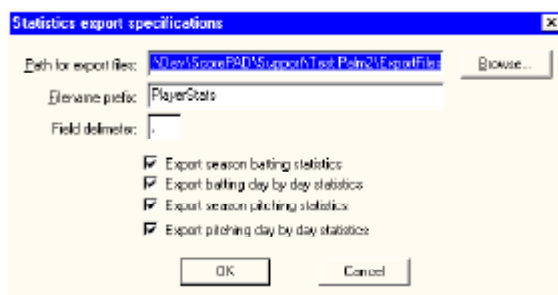 Statistics export specifications
Path for export files: \Dev\ScorePAD\Support\Test Palm2\ExportFiles Browse...
Filename prefix: PlayerStats
Field delimeter: ,
Export season batting statistics
Export batting day by day statistics
Export season pitching statistics
Export pitching day by day statistics
OK Cancel